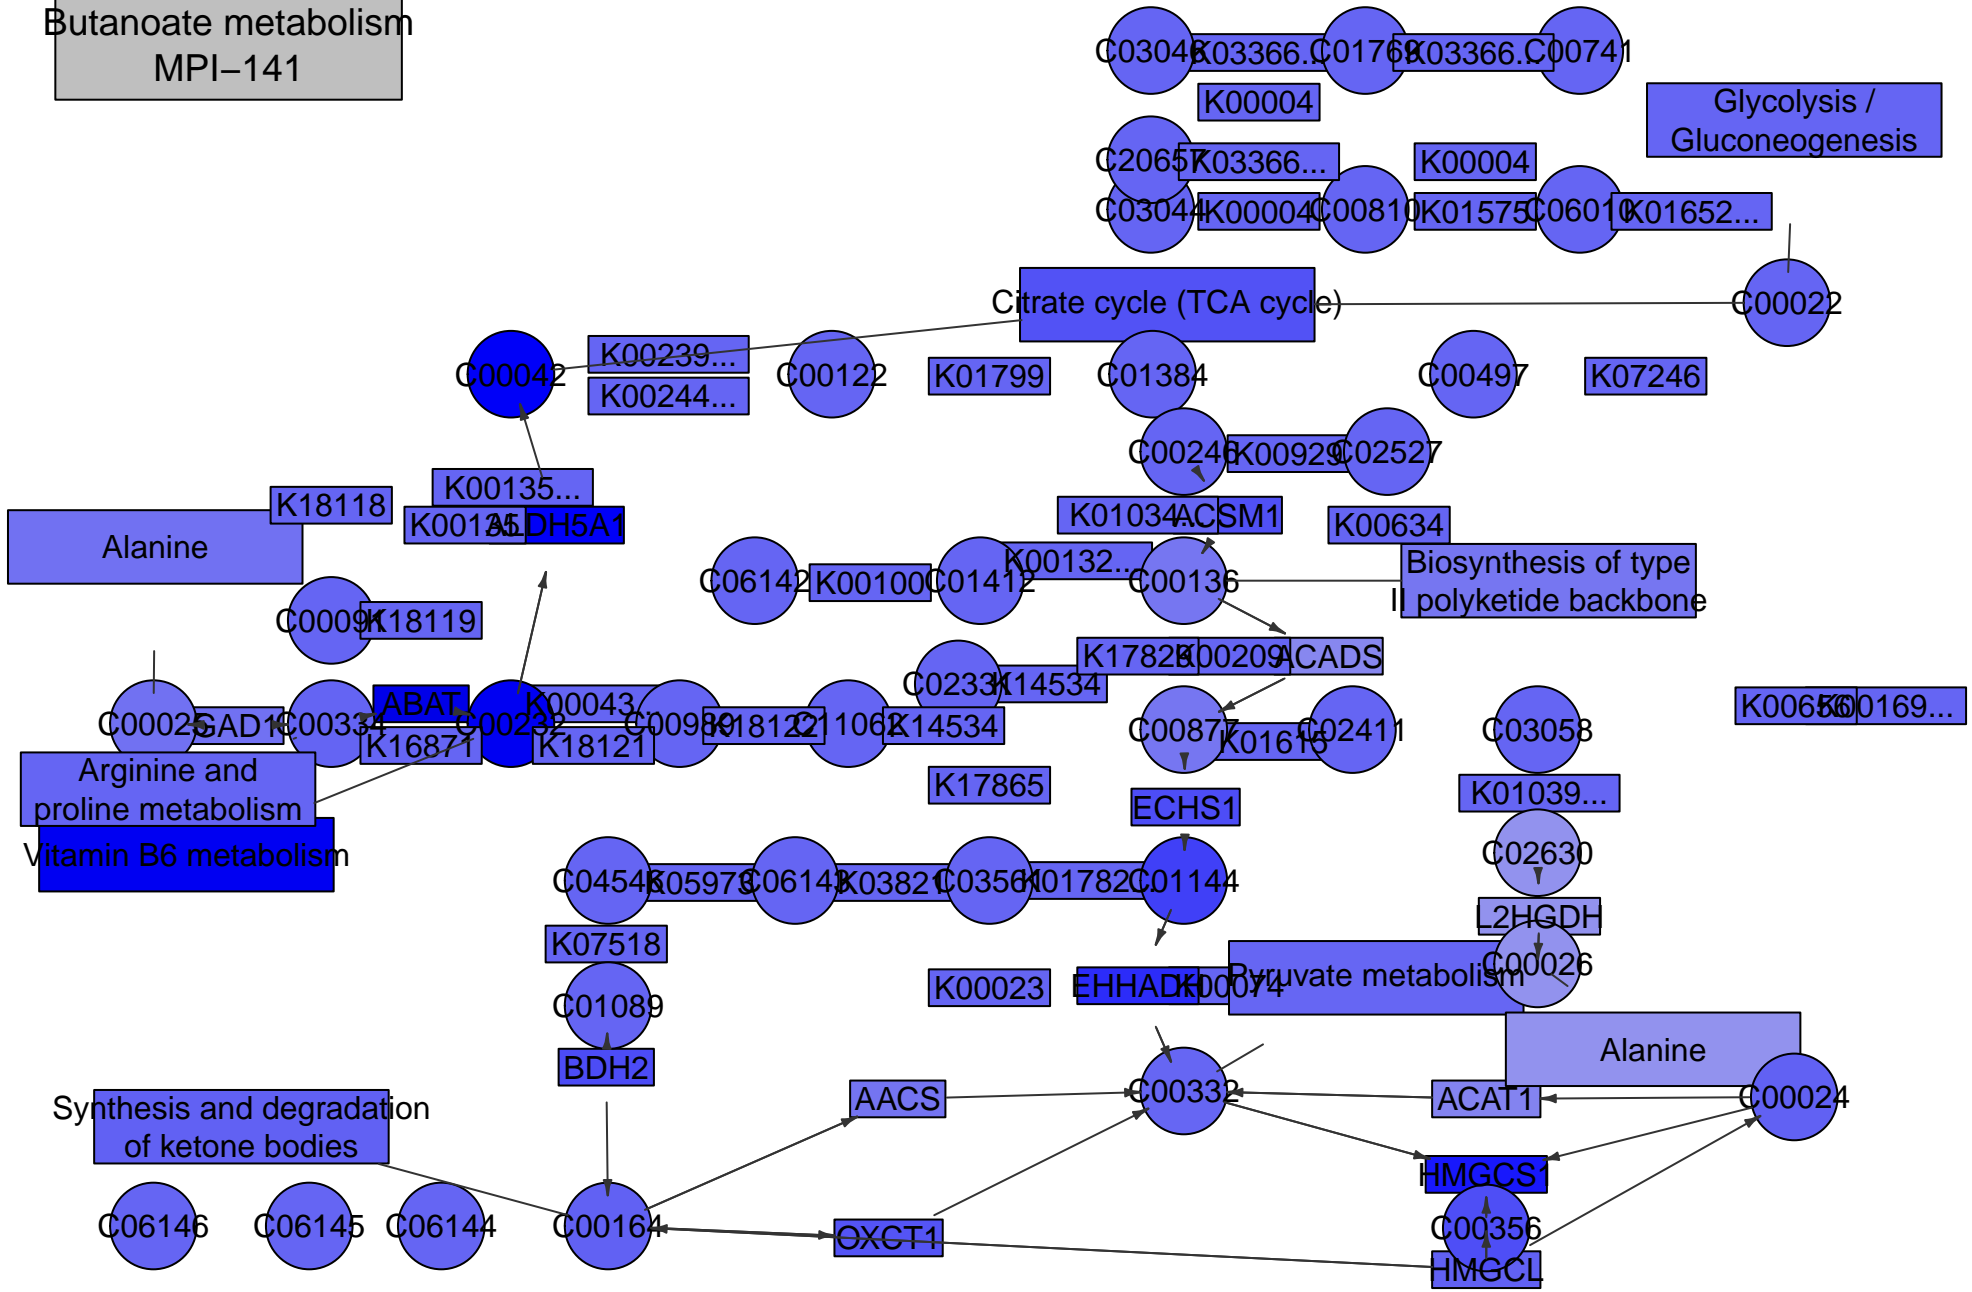 Butanoate metabolism
MPI−141
C03046
K03366...
C01769
K03366...
C00741
K00004
Glycolysis /
Gluconeogenesis
C20657
K03366...
K00004
C03044
K00004
C00810
K01575
C06010
K01652...
Citrate cycle (TCA cycle)
C00022
C00042
K00239...
K00244...
C00122
K01799
C01384
C00497
K07246
C00246
K00929
C02527
K18118
K00135...
K00135
ALDH5A1
K01034...
ACSM1
K00634
Alanine
C06142
K00100
C01412
K00132...
C00136
Biosynthesis of type
II polyketide backbone
C00091
K18119
K17829
K00209
ACADS
C02331
K14534
C00025
GAD1
C00334
ABAT
K16871
C00232
K00043...
K18121
C00989
K18122
C11062
K14534
C00877
K01615
C02411
C03058
K00656
K00169...
Arginine and
proline metabolism
K17865
ECHS1
K01039...
Vitamin B6 metabolism
C02630
C04546
K05973
C06143
K03821
C03561
K01782...
C01144
L2HGDH
K07518
C00026
K00023
EHHADH
K00074
Pyruvate metabolism
C01089
Alanine
BDH2
AACS
C00332
ACAT1
C00024
Synthesis and degradation
of ketone bodies
HMGCS1
C06146
C06145
C06144
C00164
OXCT1
C00356
HMGCL